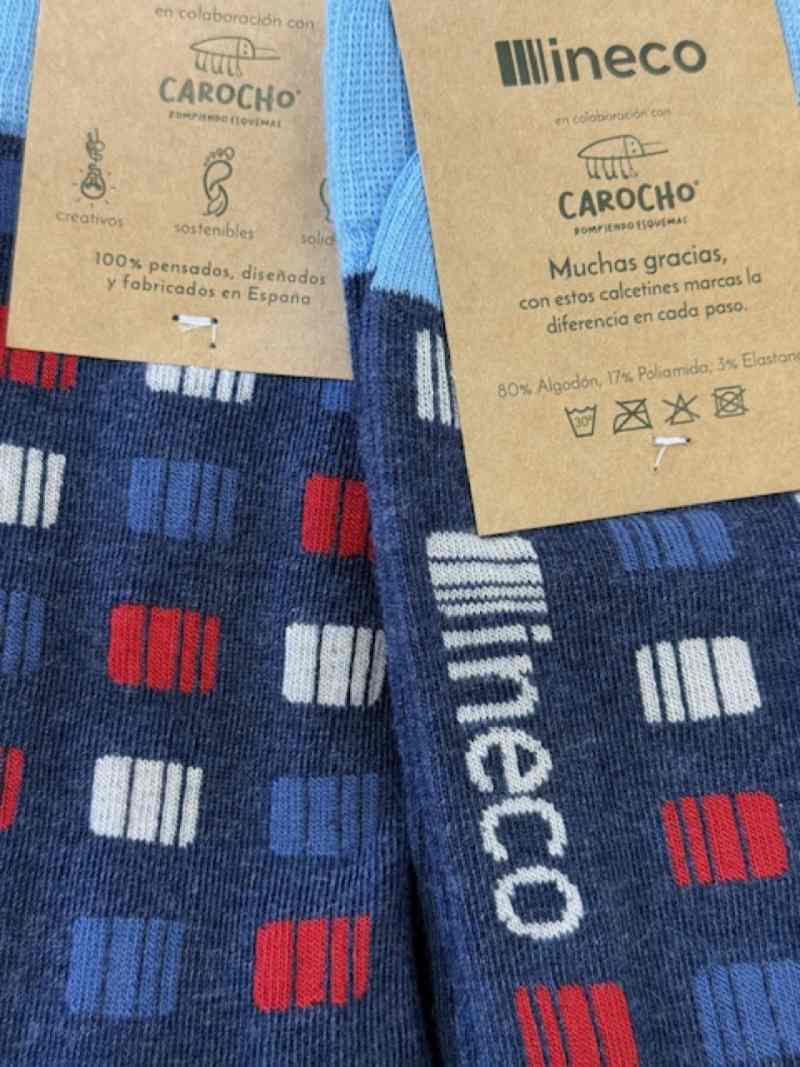 en colaboración con
CAROCHO
ROMPIENDO ESQUEMAS
creativos
sostenibles
solid
100% pensados, diseñados
y fabricados en España
ineco
en colaboración con
CAROCHO
ROMPIENDO ESQUEMAS
Muchas gracias,
con estos calcetines marcas la
diferencia en cada paso.
80% Algodón, 17% Poliamida, 3% Elastano
30º
ineco